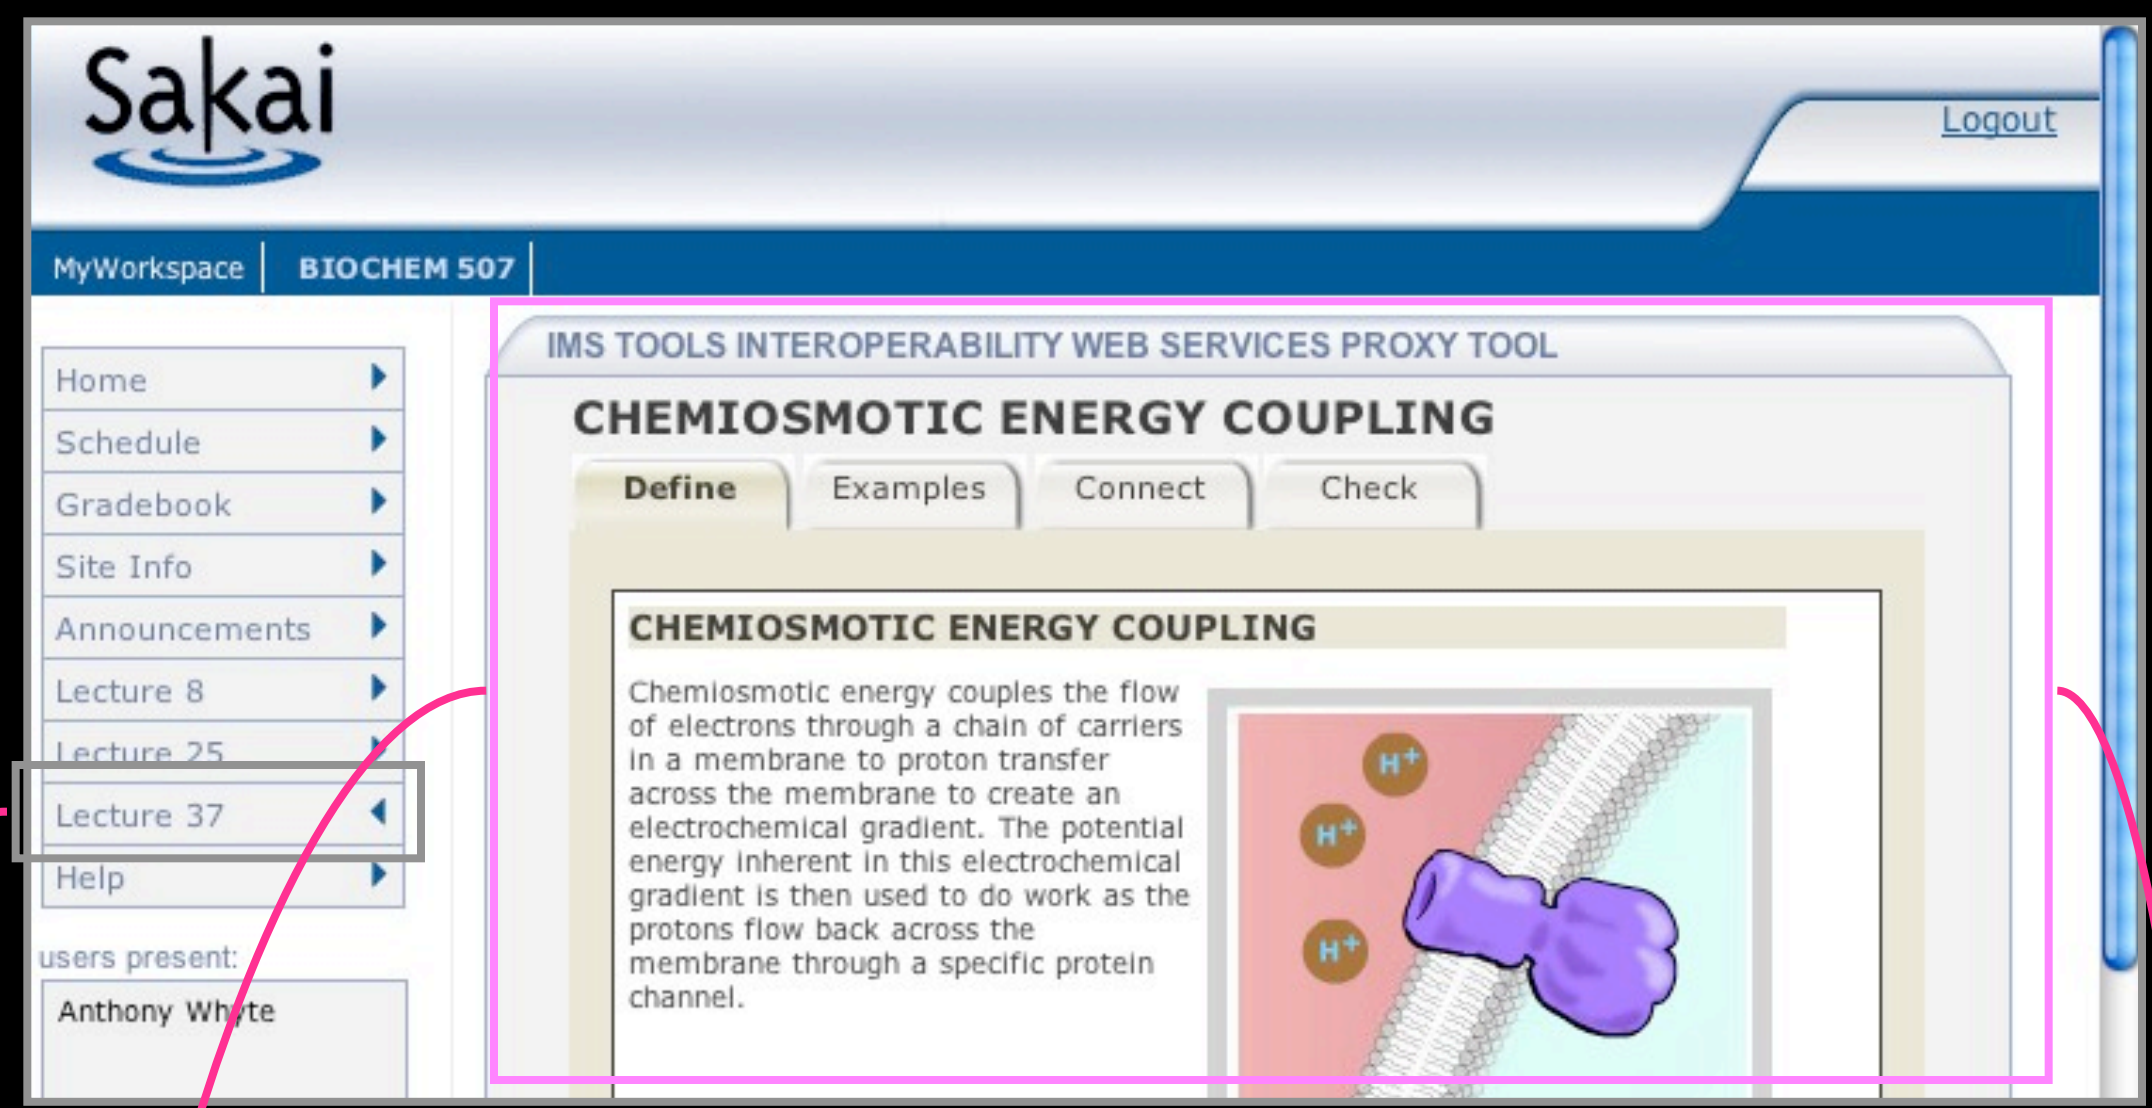 Sakai
Logout
MyWorkspace
BIOCHEM 507
Home
Schedule
Gradebook
Site Info
Announcements
Lecture 8
Lecture 25
Lecture 37
Help
users present:
Anthony Whyte
IMS TOOLS INTEROPERABILITY WEB SERVICES PROXY TOOL
CHEMIOSMOTIC ENERGY COUPLING
Define
Examples
Connect
Check
CHEMIOSMOTIC ENERGY COUPLING
Chemiosmotic energy couples the flow
of electrons through a chain of carriers
in a membrane to proton transfer
across the membrane to create an
electrochemical gradient. The potential
energy inherent in this electrochemical
gradient is then used to do work as the
protons flow back across the
membrane through a specific protein
channel.
H+
H+
H+